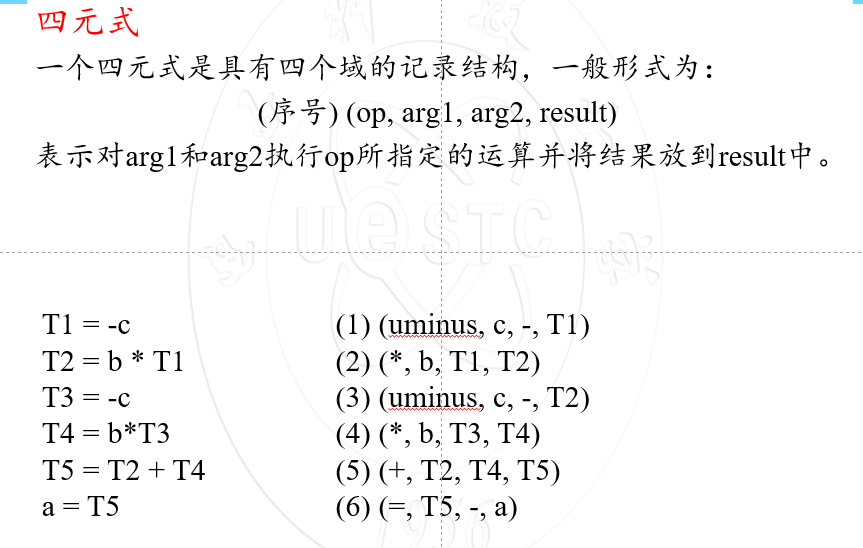 四元式
一个四元式是具有四个域的记录结构，一般形式为：
(序号) (op, arg1, arg2, result)
表示对arg1和arg2执行op所指定的运算并将结果放到result中。
UeSTC
T1 = -c (1) (uminus, c, -, T1)
T2 = b * T1 (2) (*, b, T1, T2)
T3 = -c (3) (uminus, c, -, T2)
T4 = b*T3 (4) (*, b, T3, T4)
T5 = T2 + T4 (5) (+, T2, T4, T5)
a = T5 (6) (=, T5, -, a)
1956